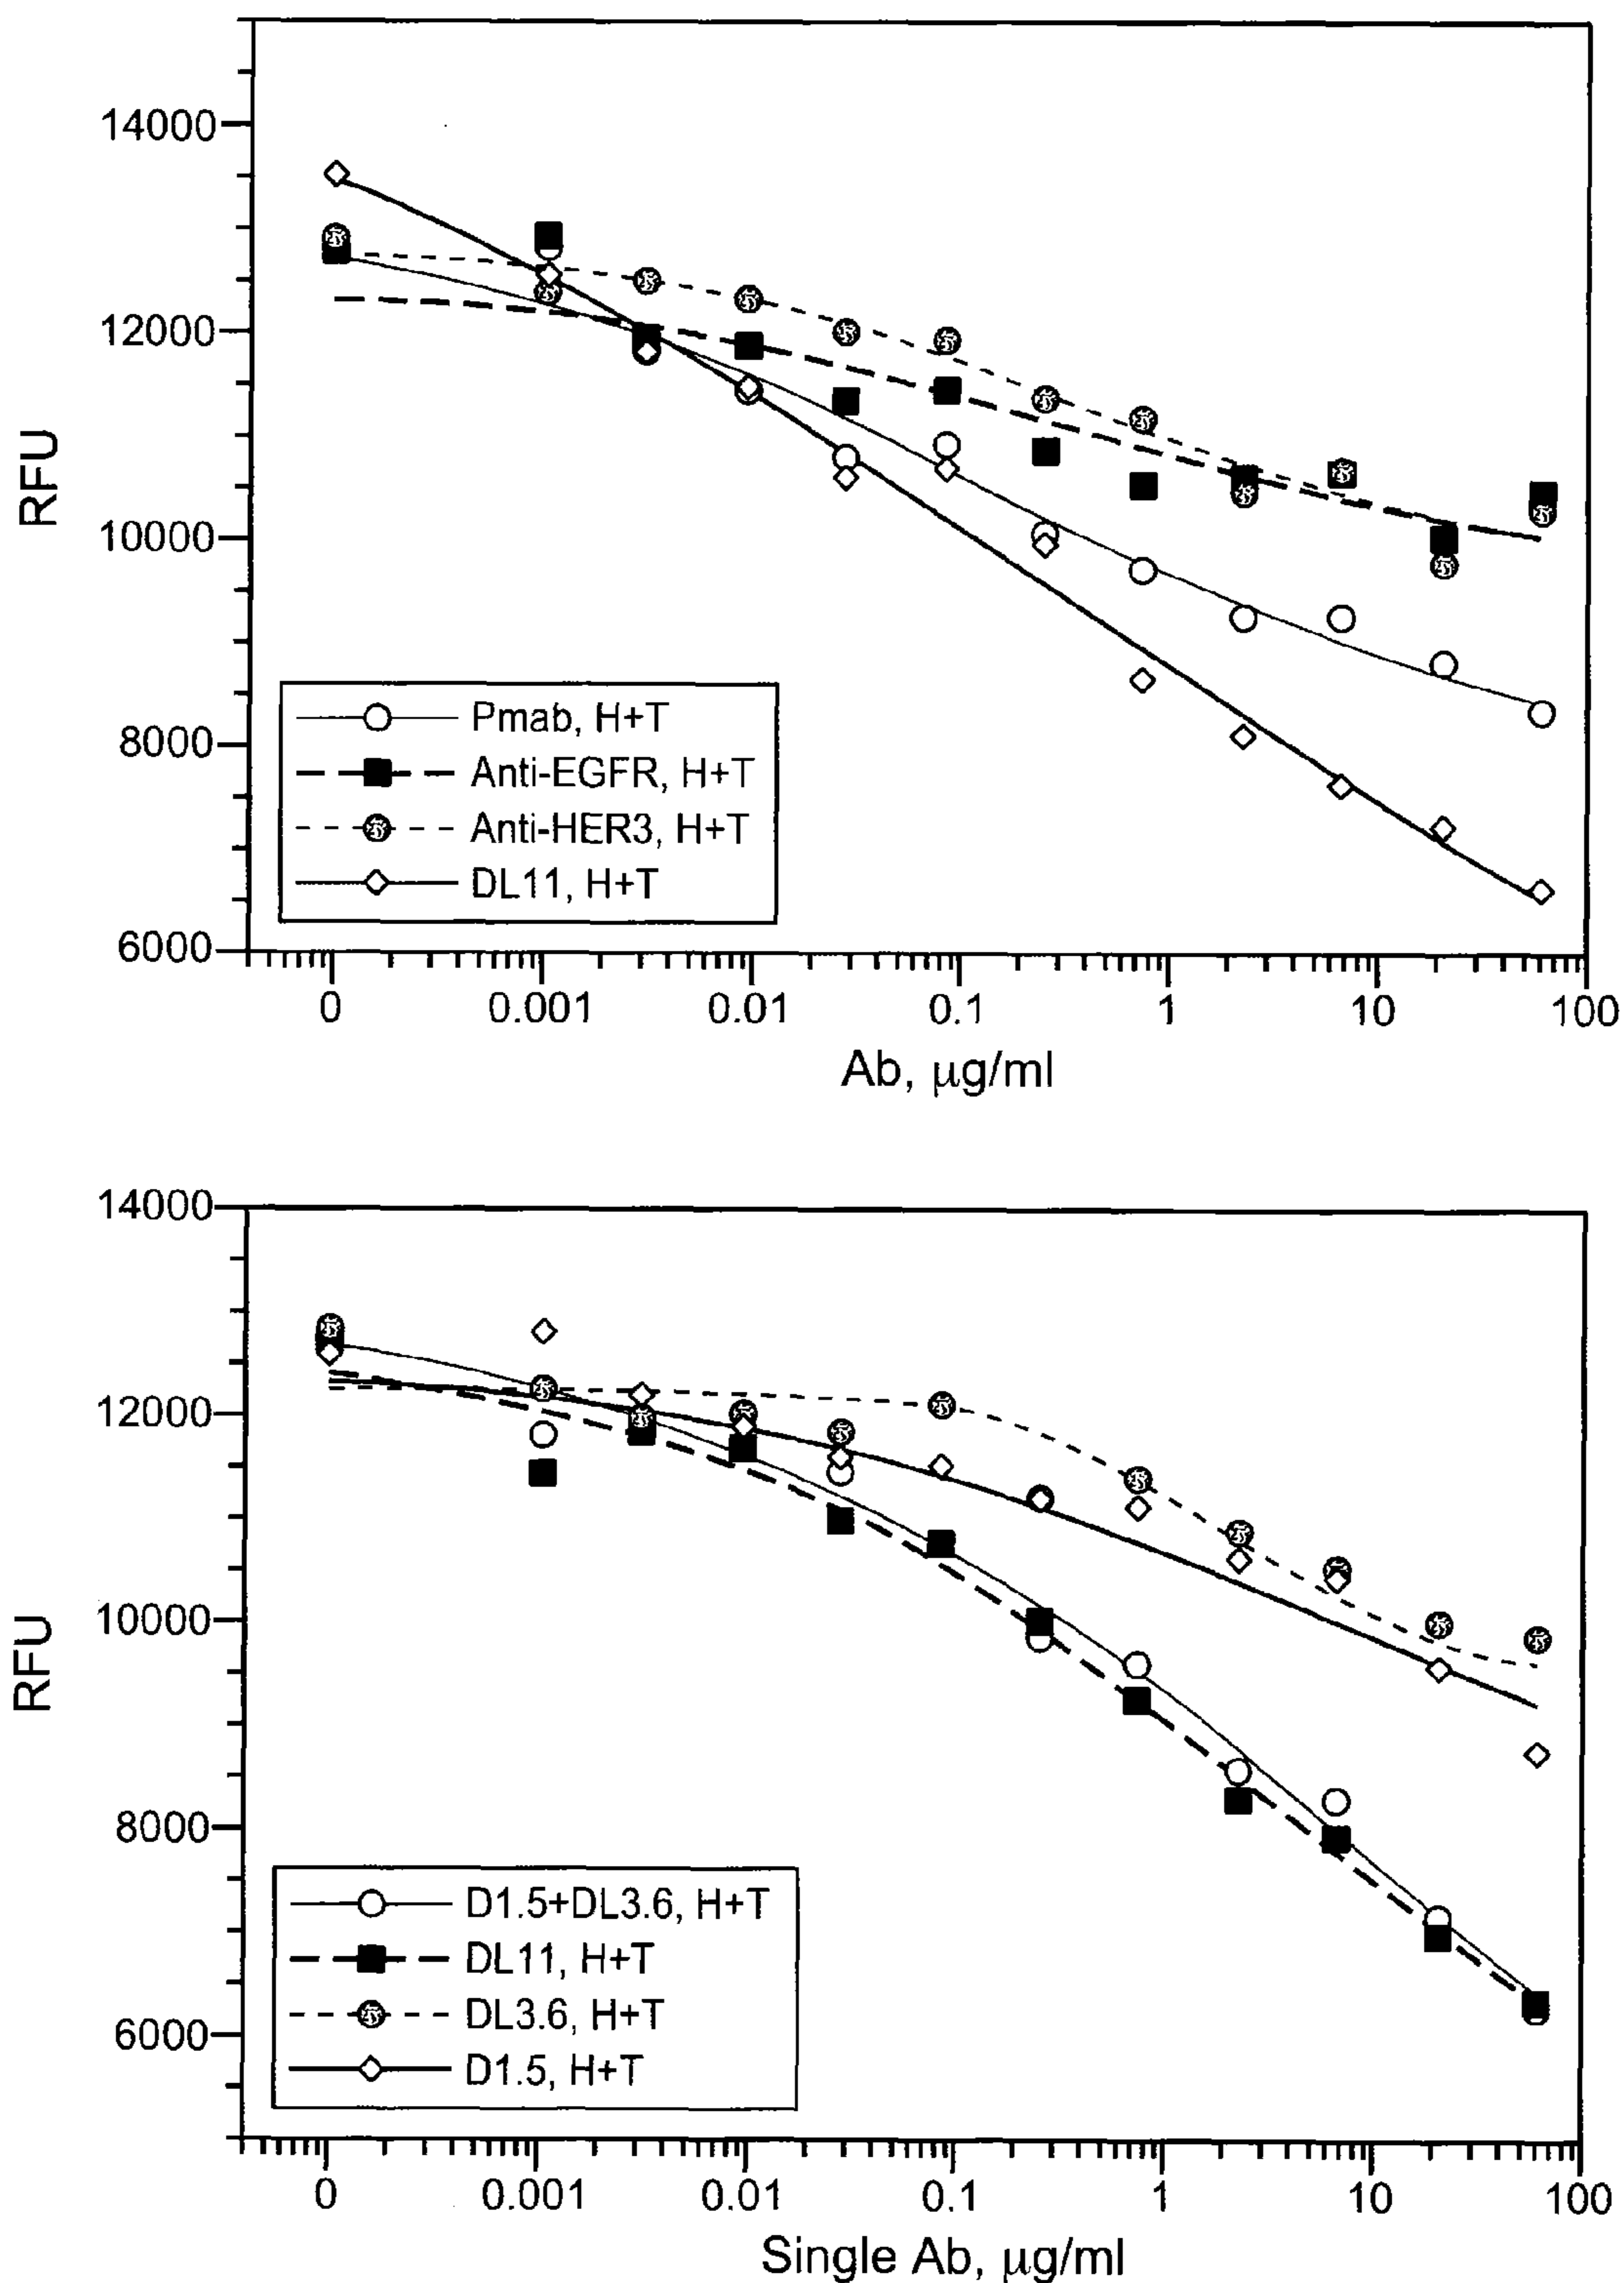 14000
12000
10000
8000
6000
RFU
Pmab, H+T
Anti-EGFR, H+T
Anti-HER3, H+T
DL11, H+T
0 0.001 0.01 0.1 1 10 100
Ab, μg/ml
14000
12000
10000
8000
6000
RFU
D1.5+DL3.6, H+T
DL11, H+T
DL3.6, H+T
D1.5, H+T
0 0.001 0.01 0.1 1 10 100
Single Ab, μg/ml